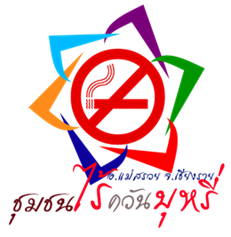 อ.แม่สรวย จ.เชียงราย
ชุมชนไร้ควันบุหรี่